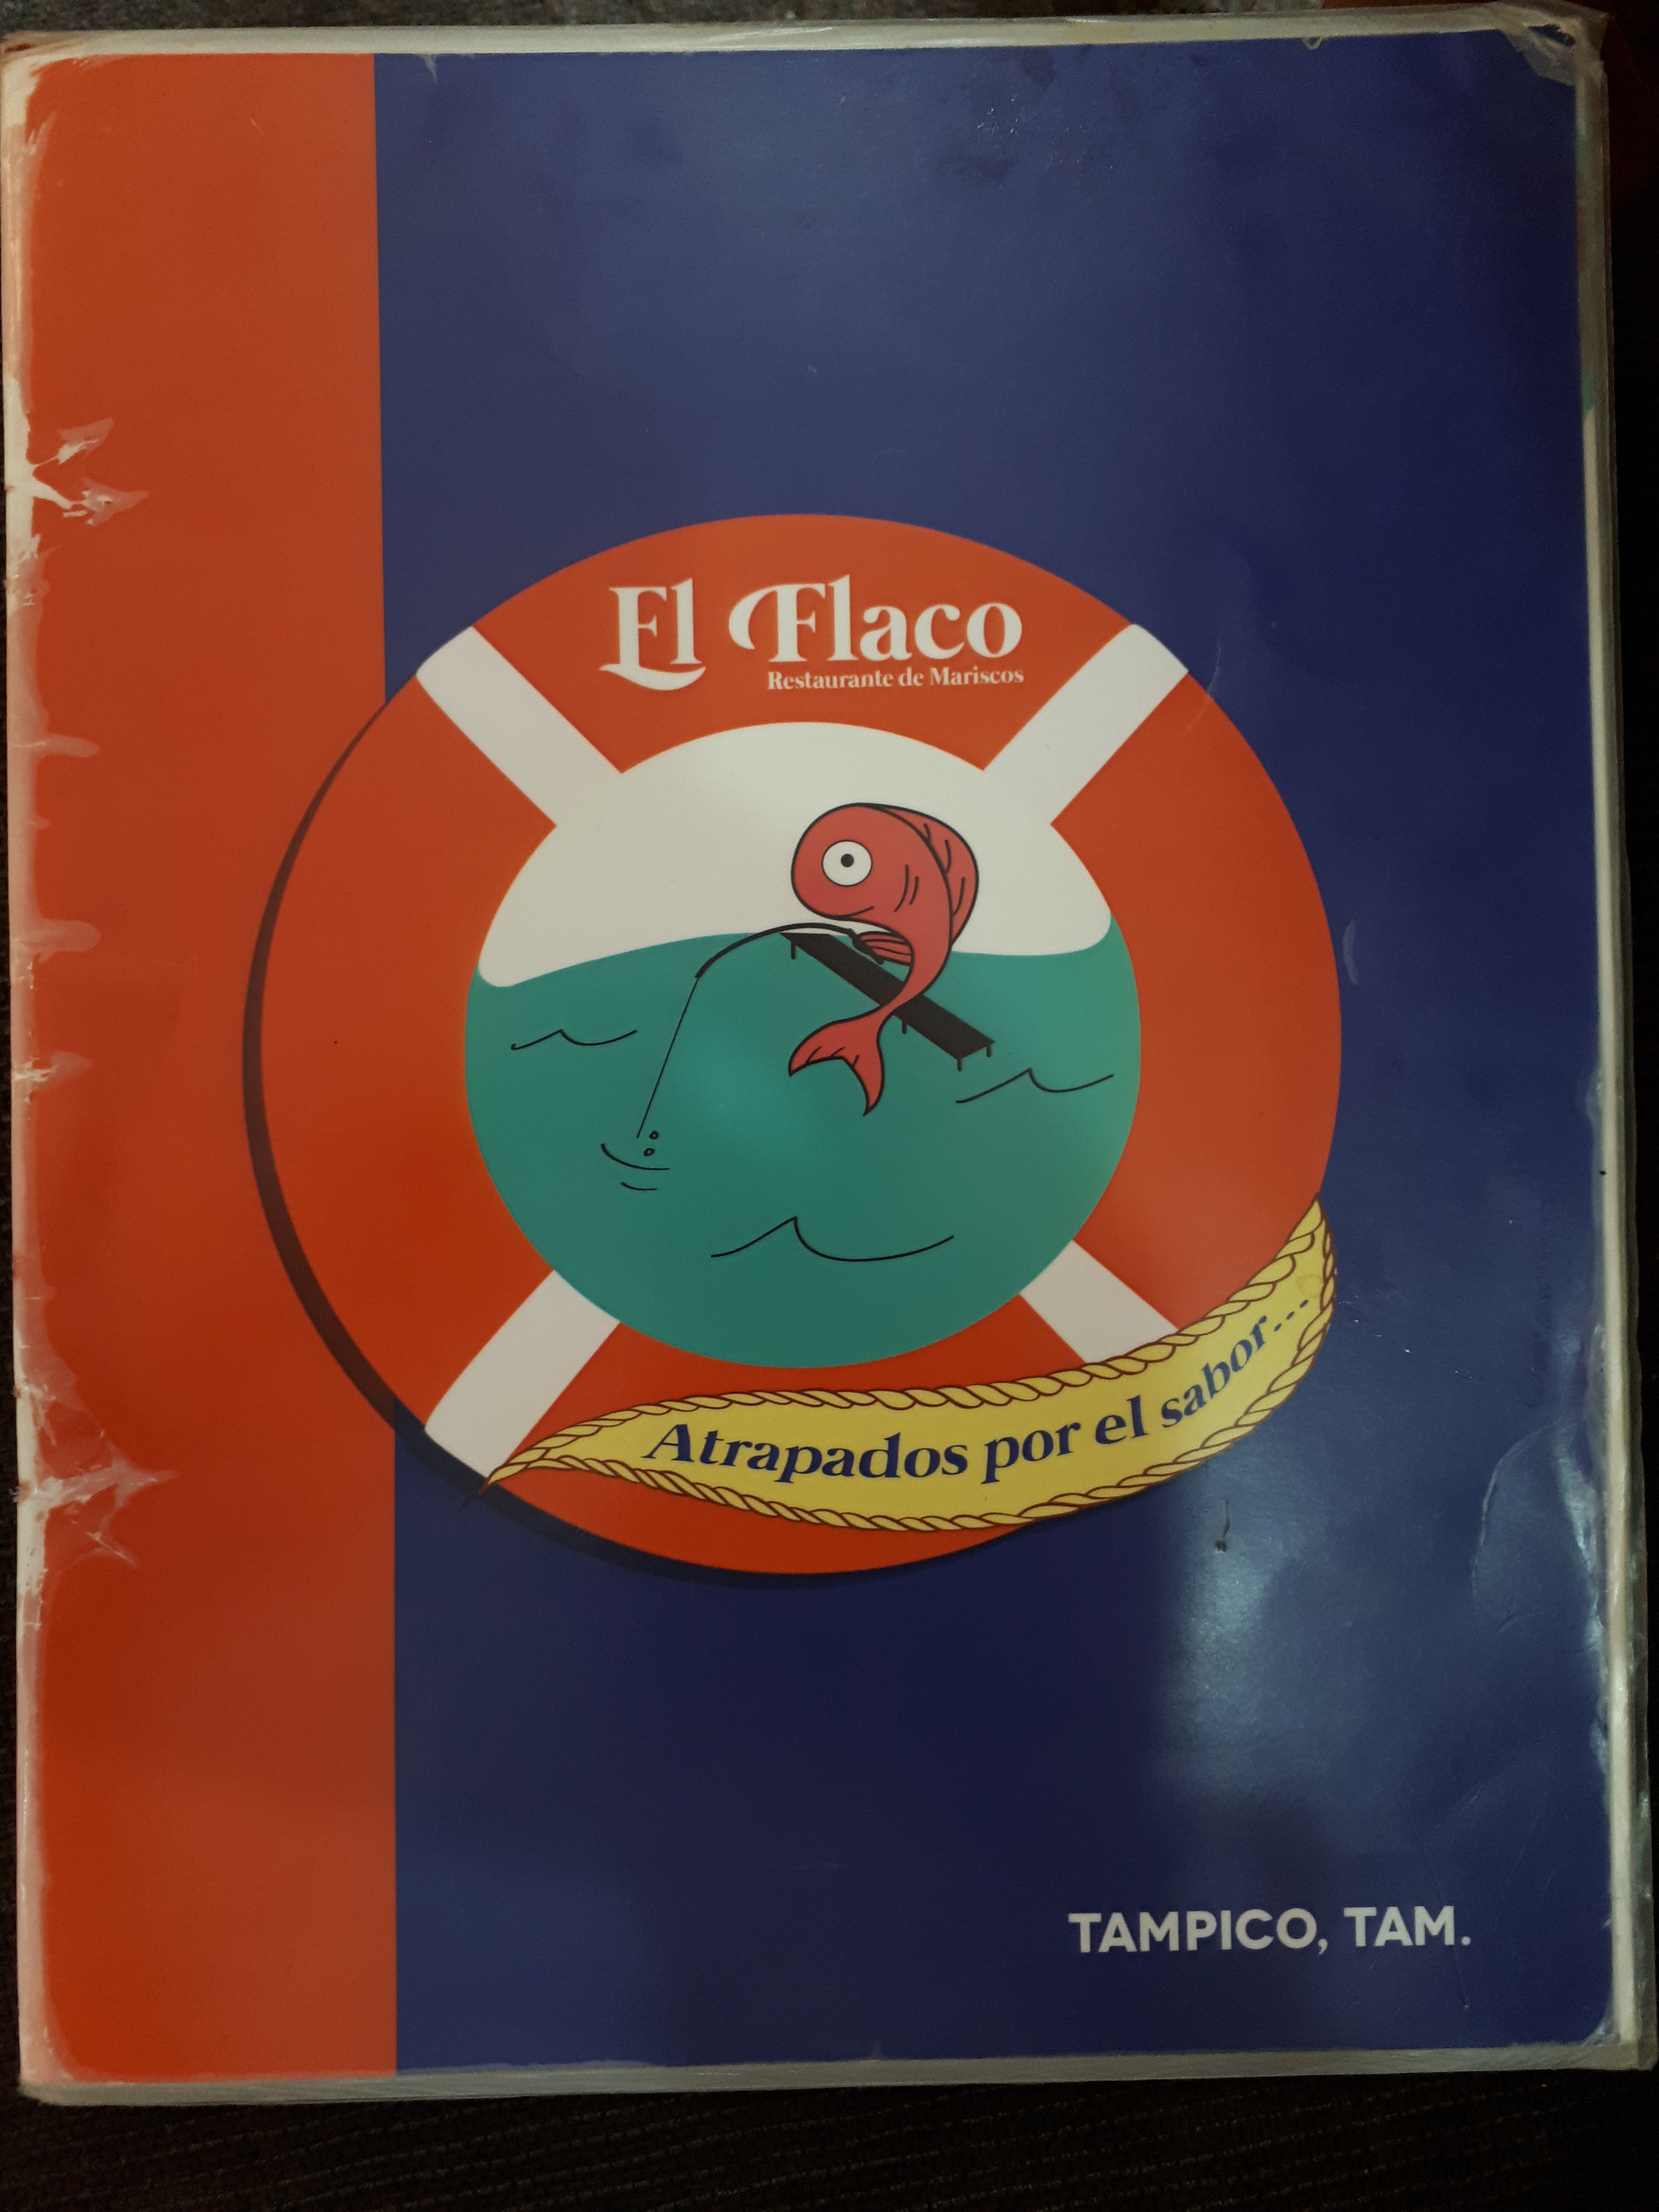 El Flaco
Restaurante de Mariscos
Atrapados por el sabor...
TAMPICO, TAM.